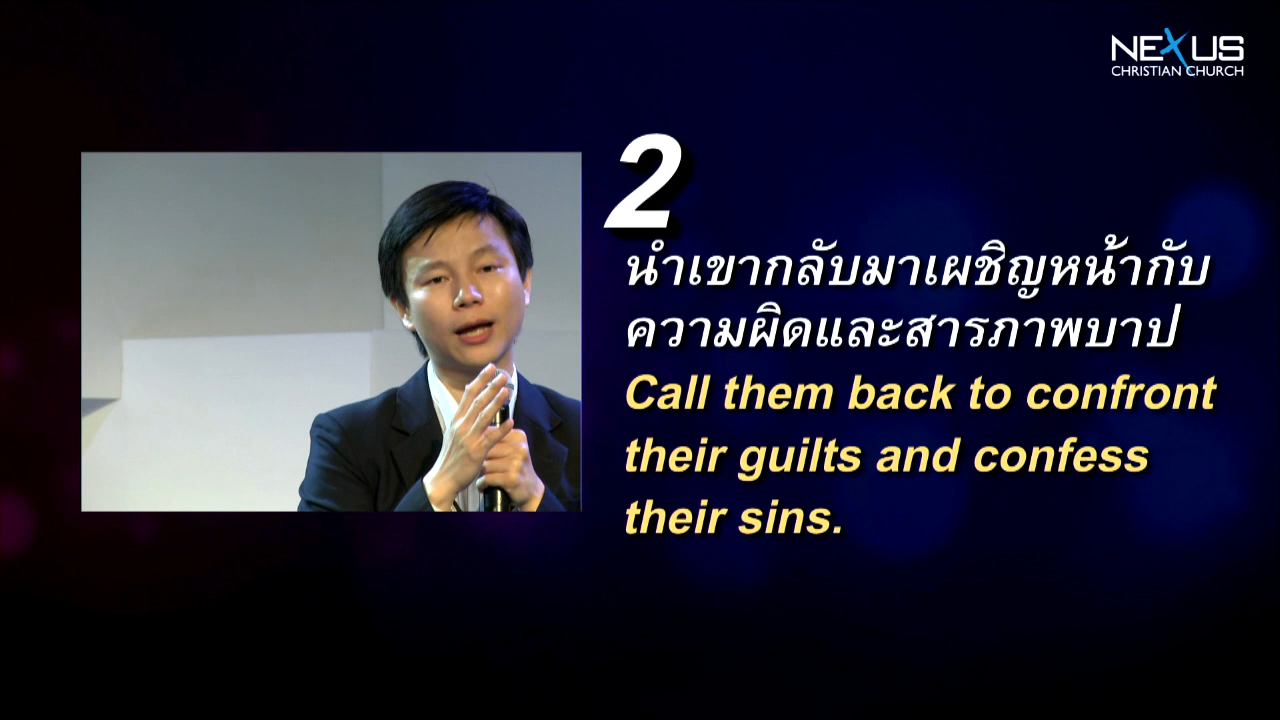 NEXUS
CHRISTIAN CHURCH
2
นำเขากลับมาเผชิญหน้ากับ
ความผิดและสารภาพบาป
Call them back to confront
their guilts and confess
their sins.